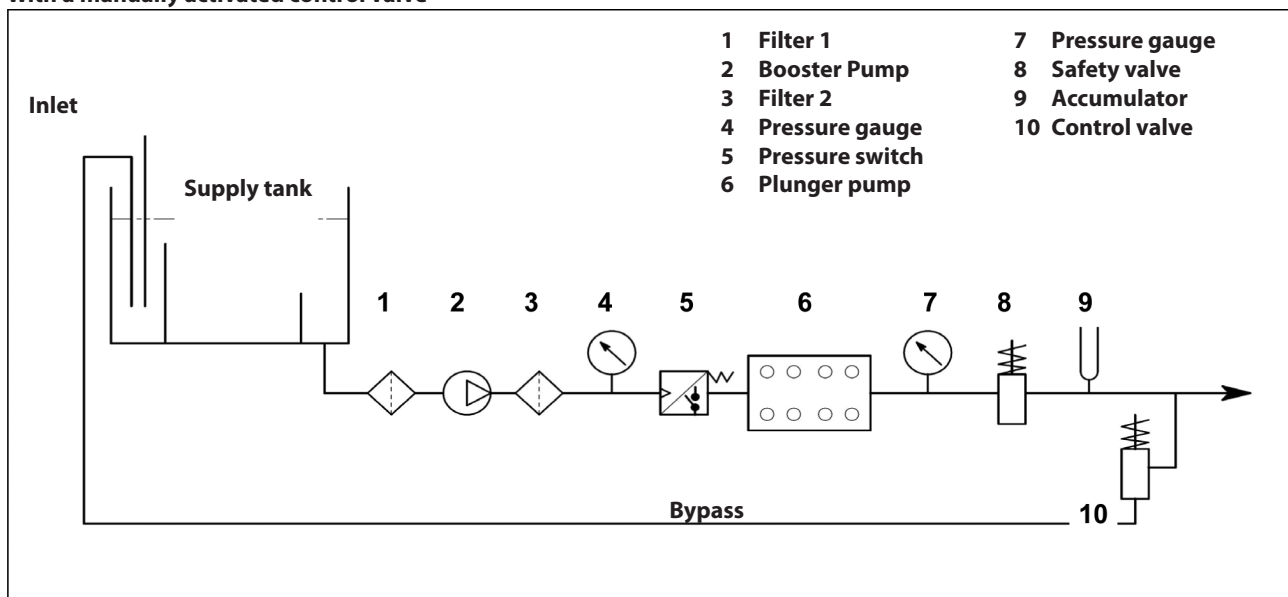 with a manually activated control valve
1 Filter 1
2 Booster Pump
3 Filter 2
4 Pressure gauge
5 Pressure switch
6 Plunger pump
7 Pressure gauge
8 Safety valve
9 Accumulator
10 Control valve
Inlet
Supply tank
1 2 3 4 5 6 7 8 9
Bypass 10